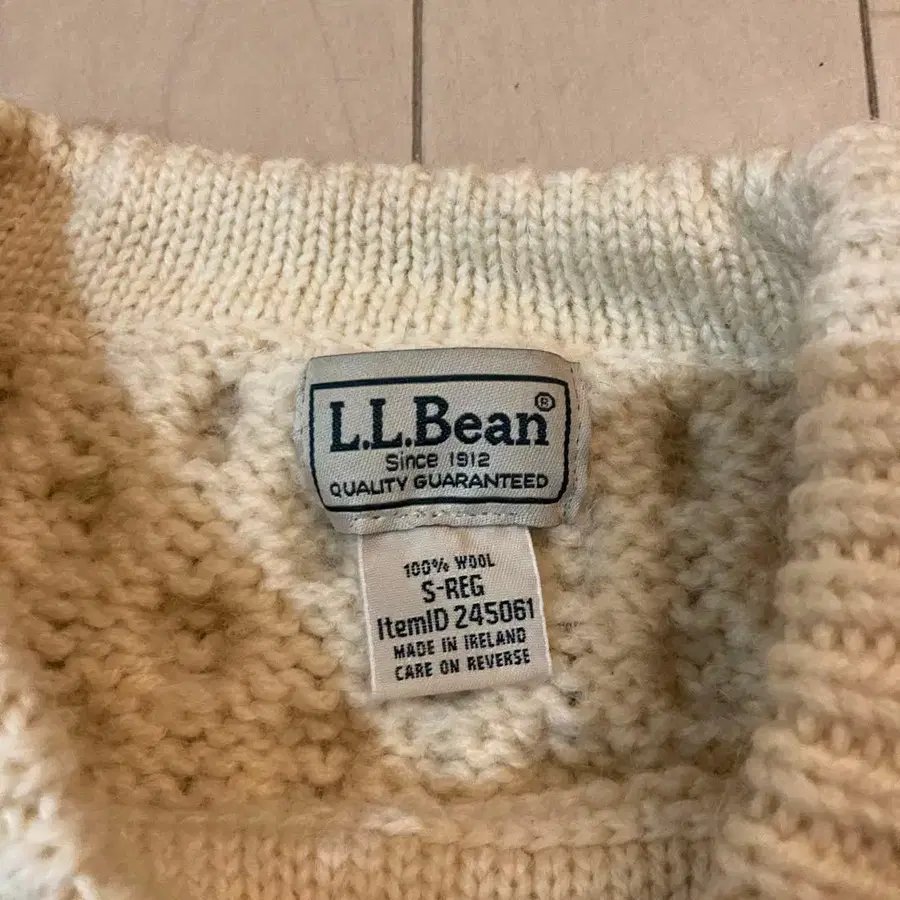 L.L.Bean®
Since 1912
QUALITY GUARANTEED
100% WOOL
S-REG
ItemID 245061
MADE IN IRELAND
CARE ON REVERSE